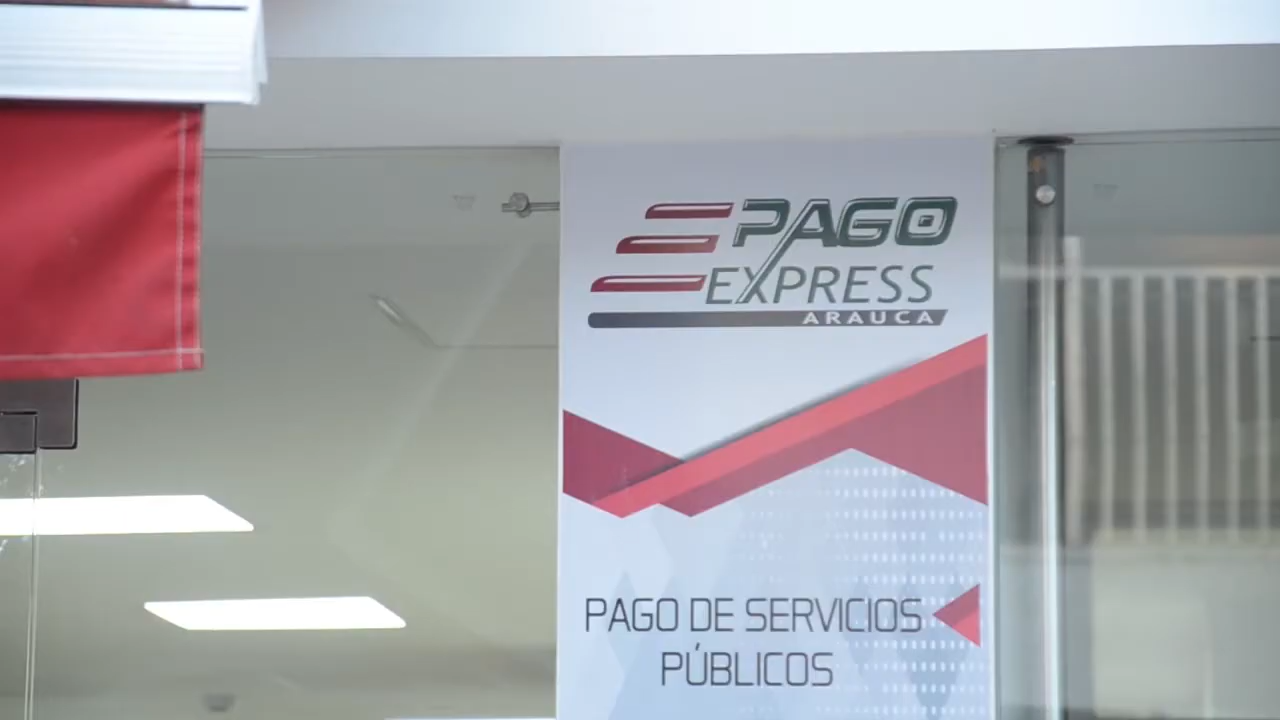 PAGO
EXPRESS
ARAUCA
PAGO DE SERVICIOS
PÚBLICOS